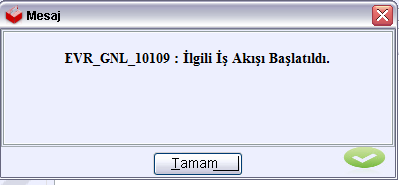 Mesaj
EVR_GNL_10109 : İlgili İş Akışı Başlatıldı.
Tamam